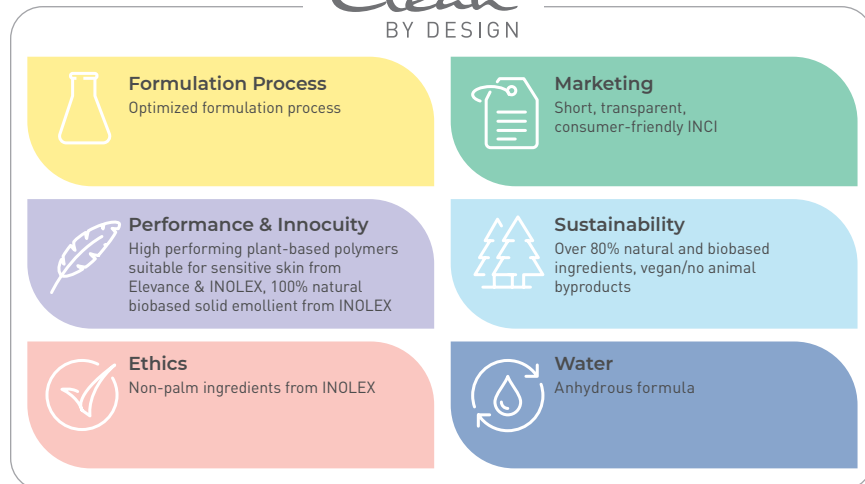 Clean
BY DESIGN
Formulation Process
Optimized formulation process
Marketing
Short, transparent,
consumer-friendly INCI
Performance & Innocuity
High performing plant-based polymers
suitable for sensitive skin from
Elevance & INOLEX, 100% natural
biobased solid emollient from INOLEX
Sustainability
Over 80% natural and biobased
ingredients, vegan/no animal
byproducts
Ethics
Non-palm ingredients from INOLEX
Water
Anhydrous formula